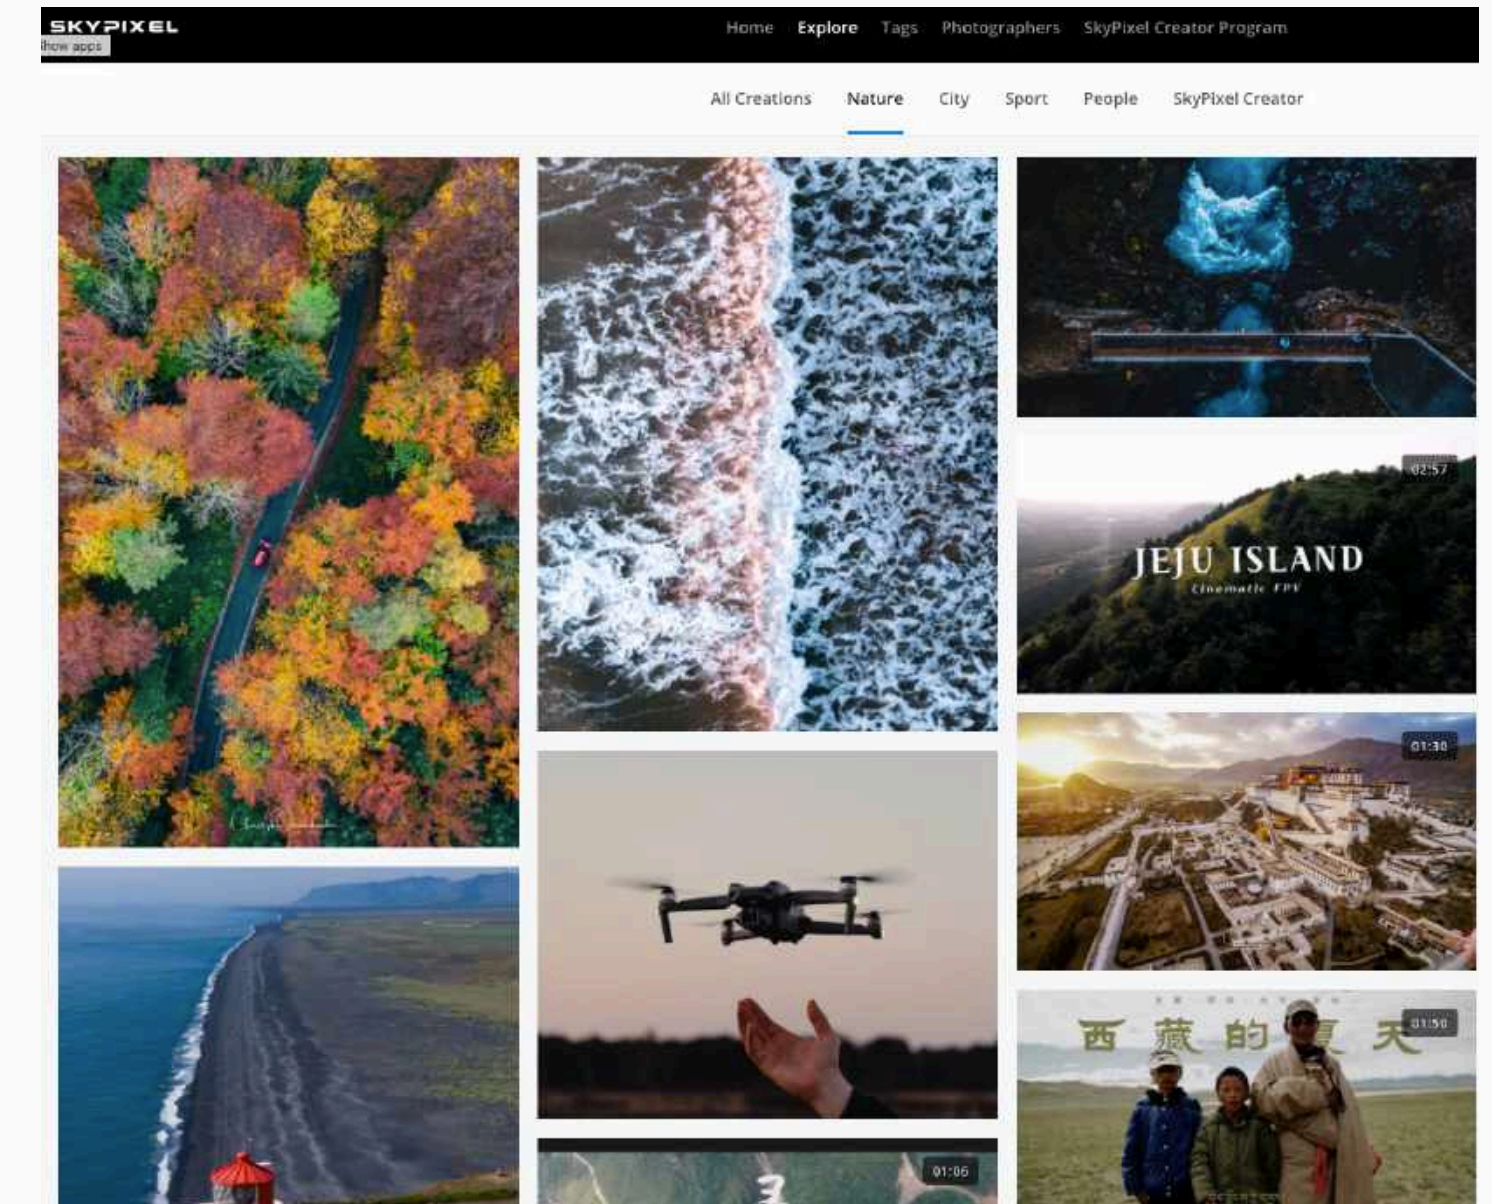 SKYPIXEL
Show apps
Home Explore Tags Photographers SkyPixel Creator Program
All Creations Nature City Sport People SkyPixel Creator
02:57
JEJU ISLAND
Cinematic FPV
01:30
01:50
西藏的夏天
01:06